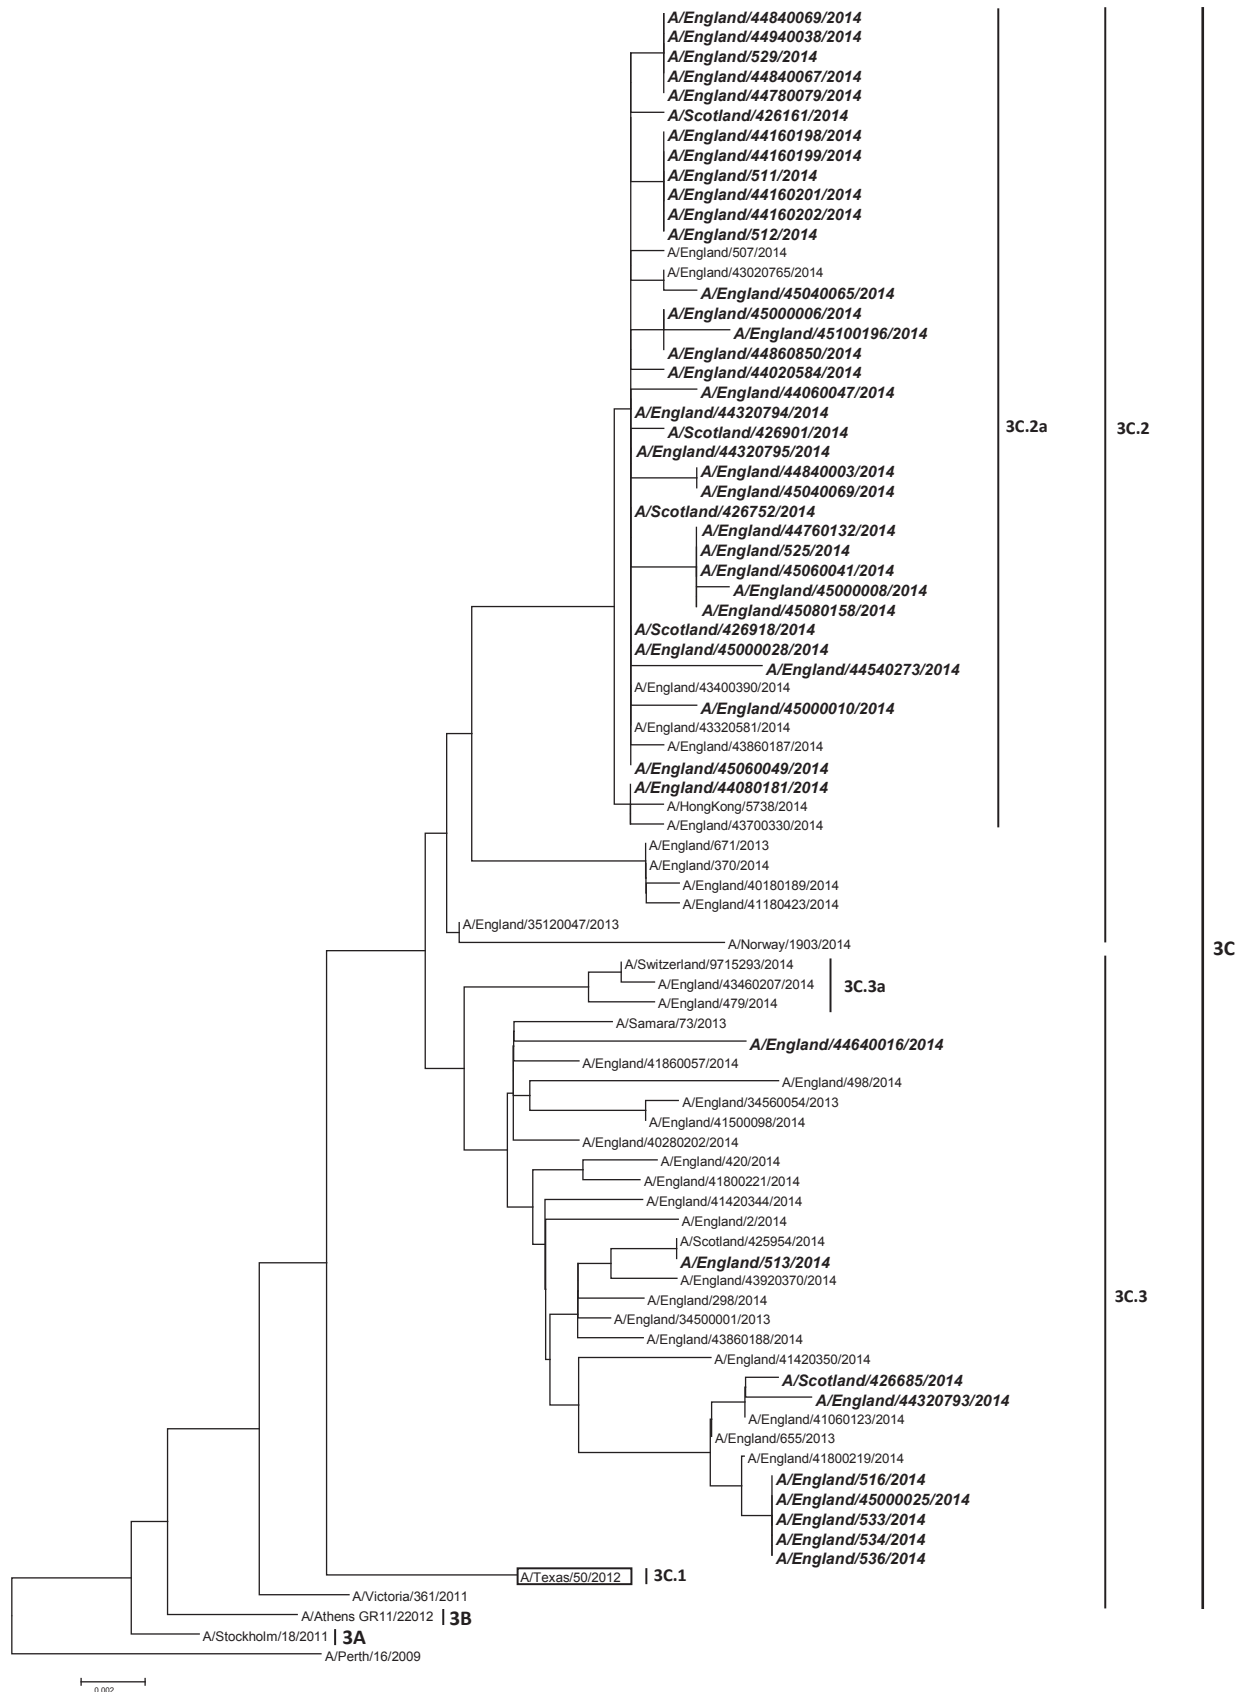 A/England/44840069/2014
A/England/44940038/2014
A/England/529/2014
A/England/44840067/2014
A/England/44780079/2014
A/Scotland/426161/2014
A/England/44160198/2014
A/England/44160199/2014
A/England/511/2014
A/England/44160201/2014
A/England/44160202/2014
A/England/512/2014
A/England/507/2014
A/England/43020765/2014
A/England/45040065/2014
A/England/45000006/2014
A/England/45100196/2014
A/England/44860850/2014
A/England/44020584/2014
A/England/44060047/2014
A/England/44320794/2014
A/Scotland/426901/2014
3C.2a
3C.2
A/England/44320795/2014
A/England/44840003/2014
A/England/45040069/2014
A/Scotland/426752/2014
A/England/44760132/2014
A/England/525/2014
A/England/45060041/2014
A/England/45000008/2014
A/England/45080158/2014
A/Scotland/426918/2014
A/England/45000028/2014
A/England/44540273/2014
A/England/43400390/2014
A/England/45000010/2014
A/England/43320581/2014
A/England/43860187/2014
A/England/45060049/2014
A/England/44080181/2014
A/HongKong/5738/2014
A/England/43700330/2014
A/England/671/2013
A/England/370/2014
A/England/40180189/2014
A/England/41180423/2014
A/England/35120047/2013
A/Norway/1903/2014
3C
A/Switzerland/9715293/2014
A/England/43460207/2014
3C.3a
A/England/479/2014
A/Samara/73/2013
A/England/44640016/2014
A/England/41860057/2014
A/England/498/2014
A/England/34560054/2013
A/England/41500098/2014
A/England/40280202/2014
A/England/420/2014
A/England/41800221/2014
A/England/41420344/2014
A/England/2/2014
A/Scotland/425954/2014
A/England/513/2014
A/England/43920370/2014
A/England/298/2014
3C.3
A/England/34500001/2013
A/England/43860188/2014
A/England/41420350/2014
A/Scotland/426685/2014
A/England/44320793/2014
A/England/41060123/2014
A/England/655/2013
A/England/41800219/2014
A/England/516/2014
A/England/45000025/2014
A/England/533/2014
A/England/534/2014
A/England/536/2014
A/Texas/50/2012
3C.1
A/Victoria/361/2011
A/Athens GR11/22012
3B
A/Stockholm/18/2011
3A
A/Perth/16/2009
0.002